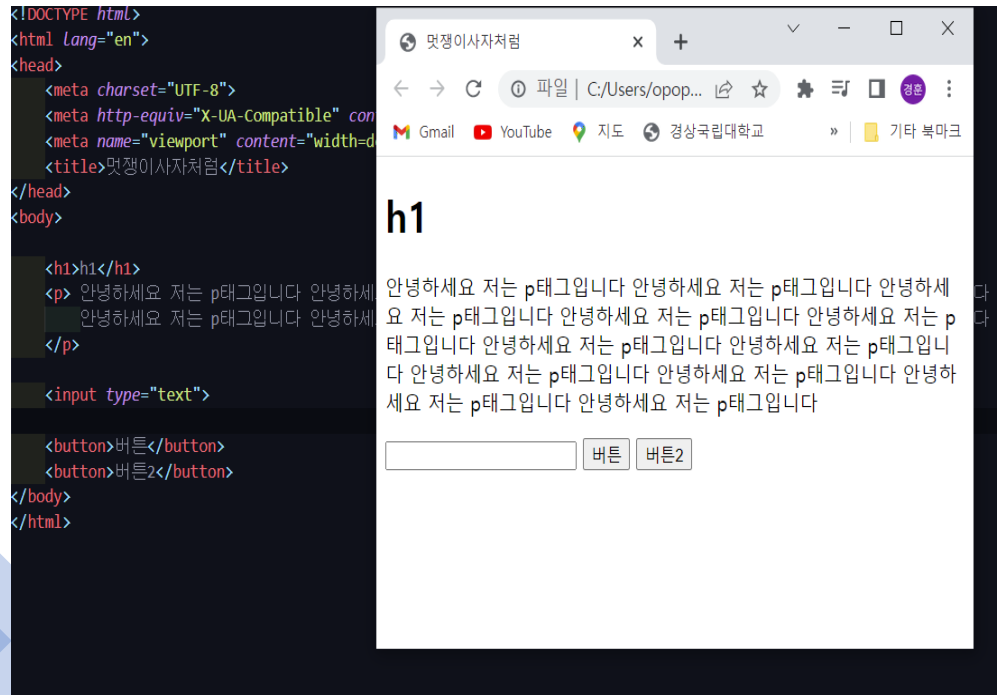 <!DOCTYPE html>
<html lang="en">
<head>
<meta charset="UTF-8">
<meta http-equiv="X-UA-Compatible" con
<meta name="viewport" content="width=d
<title>멋쟁이사자처럼</title>
</head>
<body>
<h1>h1</h1>
<p> 안녕하세요 저는 p태그입니다 안녕하세
다
안녕하세요 저는 p태그입니다 안녕하세
다
</p>
<input type="text">
<button>버튼</button>
<button>버튼2</button>
</body>
</html>
멋쟁이사자처럼
파일 | C:/Users/opop...
경훈
Gmail YouTube 지도 경상국립대학교 » 기타 북마크
h1
안녕하세요 저는 p태그입니다 안녕하세요 저는 p태그입니다 안녕하세
요 저는 p태그입니다 안녕하세요 저는 p태그입니다 안녕하세요 저는 p
태그입니다 안녕하세요 저는 p태그입니다 안녕하세요 저는 p태그입니
다 안녕하세요 저는 p태그입니다 안녕하세요 저는 p태그입니다 안녕하
세요 저는 p태그입니다 안녕하세요 저는 p태그입니다
버튼 버튼2